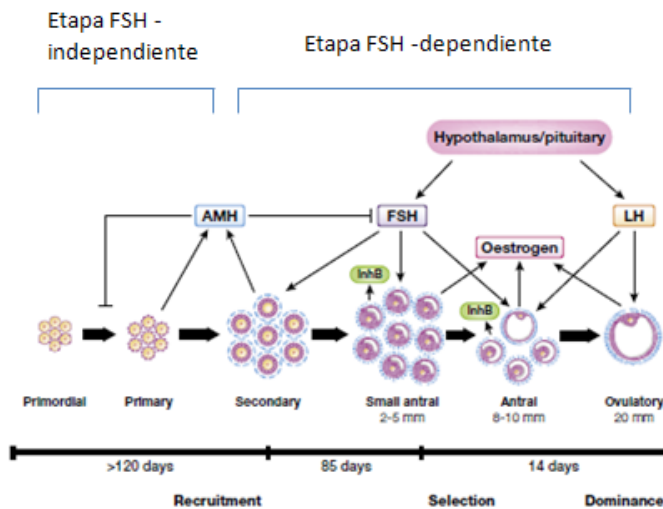 Etapa FSH -
independiente
Etapa FSH -dependiente
Hypothalamus/pituitary
AMH
FSH
LH
Oestrogen
InhB
InhB
Primordial
Primary
Secondary
Small antral
2-5 mm
Antral
8-10 mm
Ovulatory
20 mm
>120 days
85 days
14 days
Recruitment
Selection
Dominance